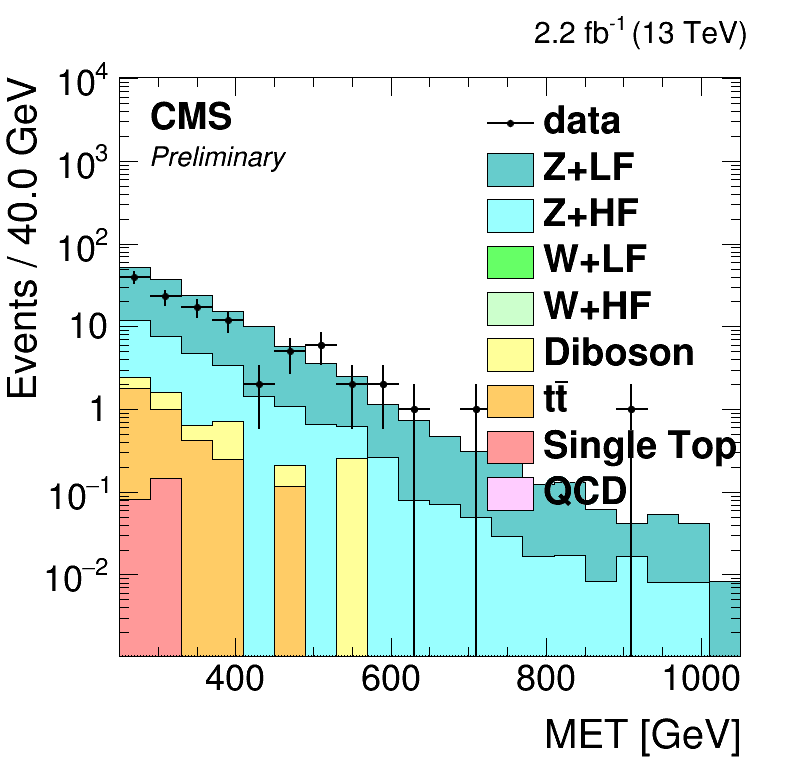 2.2 fb⁻¹ (13 TeV)
Events / 40.0 GeV
10⁴
10³
10²
10
1
10⁻¹
10⁻²
CMS
Preliminary
data
Z+LF
Z+HF
W+LF
W+HF
Diboson
tt̄
Single Top
QCD
400 600 800 1000
MET [GeV]